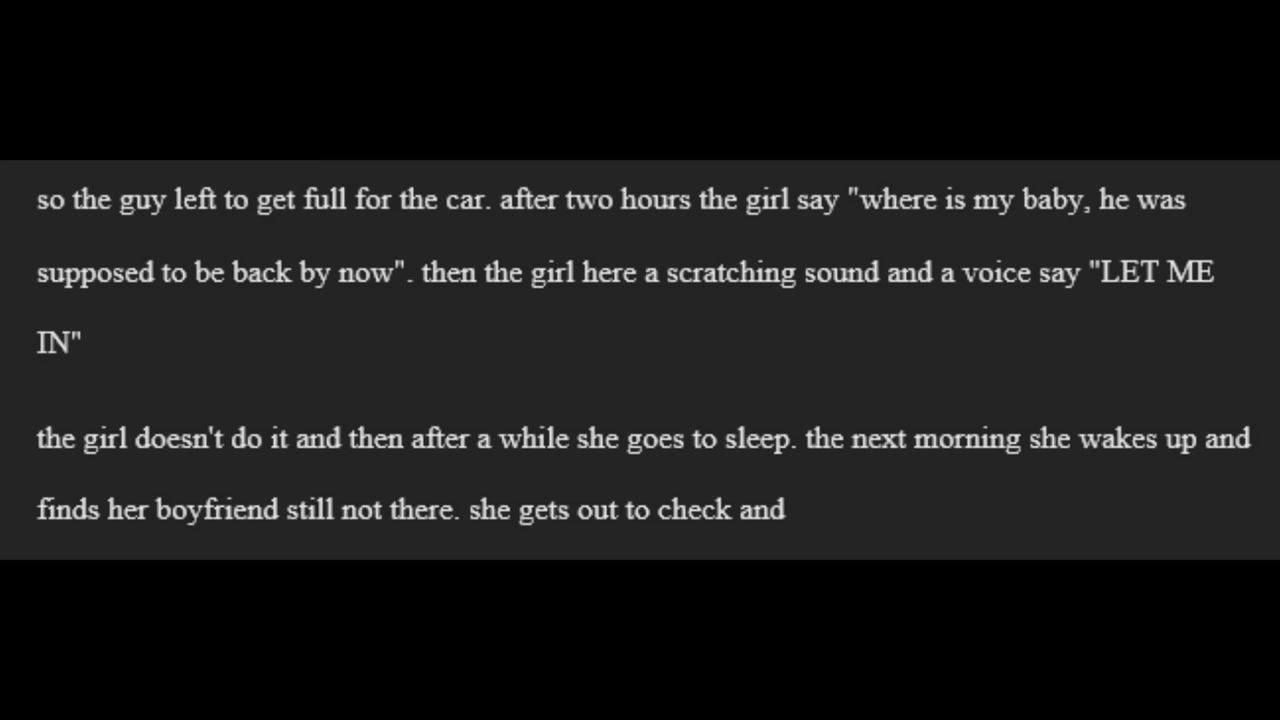 so the guy left to get full for the car. after two hours the girl say "where is my baby, he was
supposed to be back by now". then the girl here a scratching sound and a voice say "LET ME
IN"
the girl doesn't do it and then after a while she goes to sleep. the next morning she wakes up and
finds her boyfriend still not there. she gets out to check and